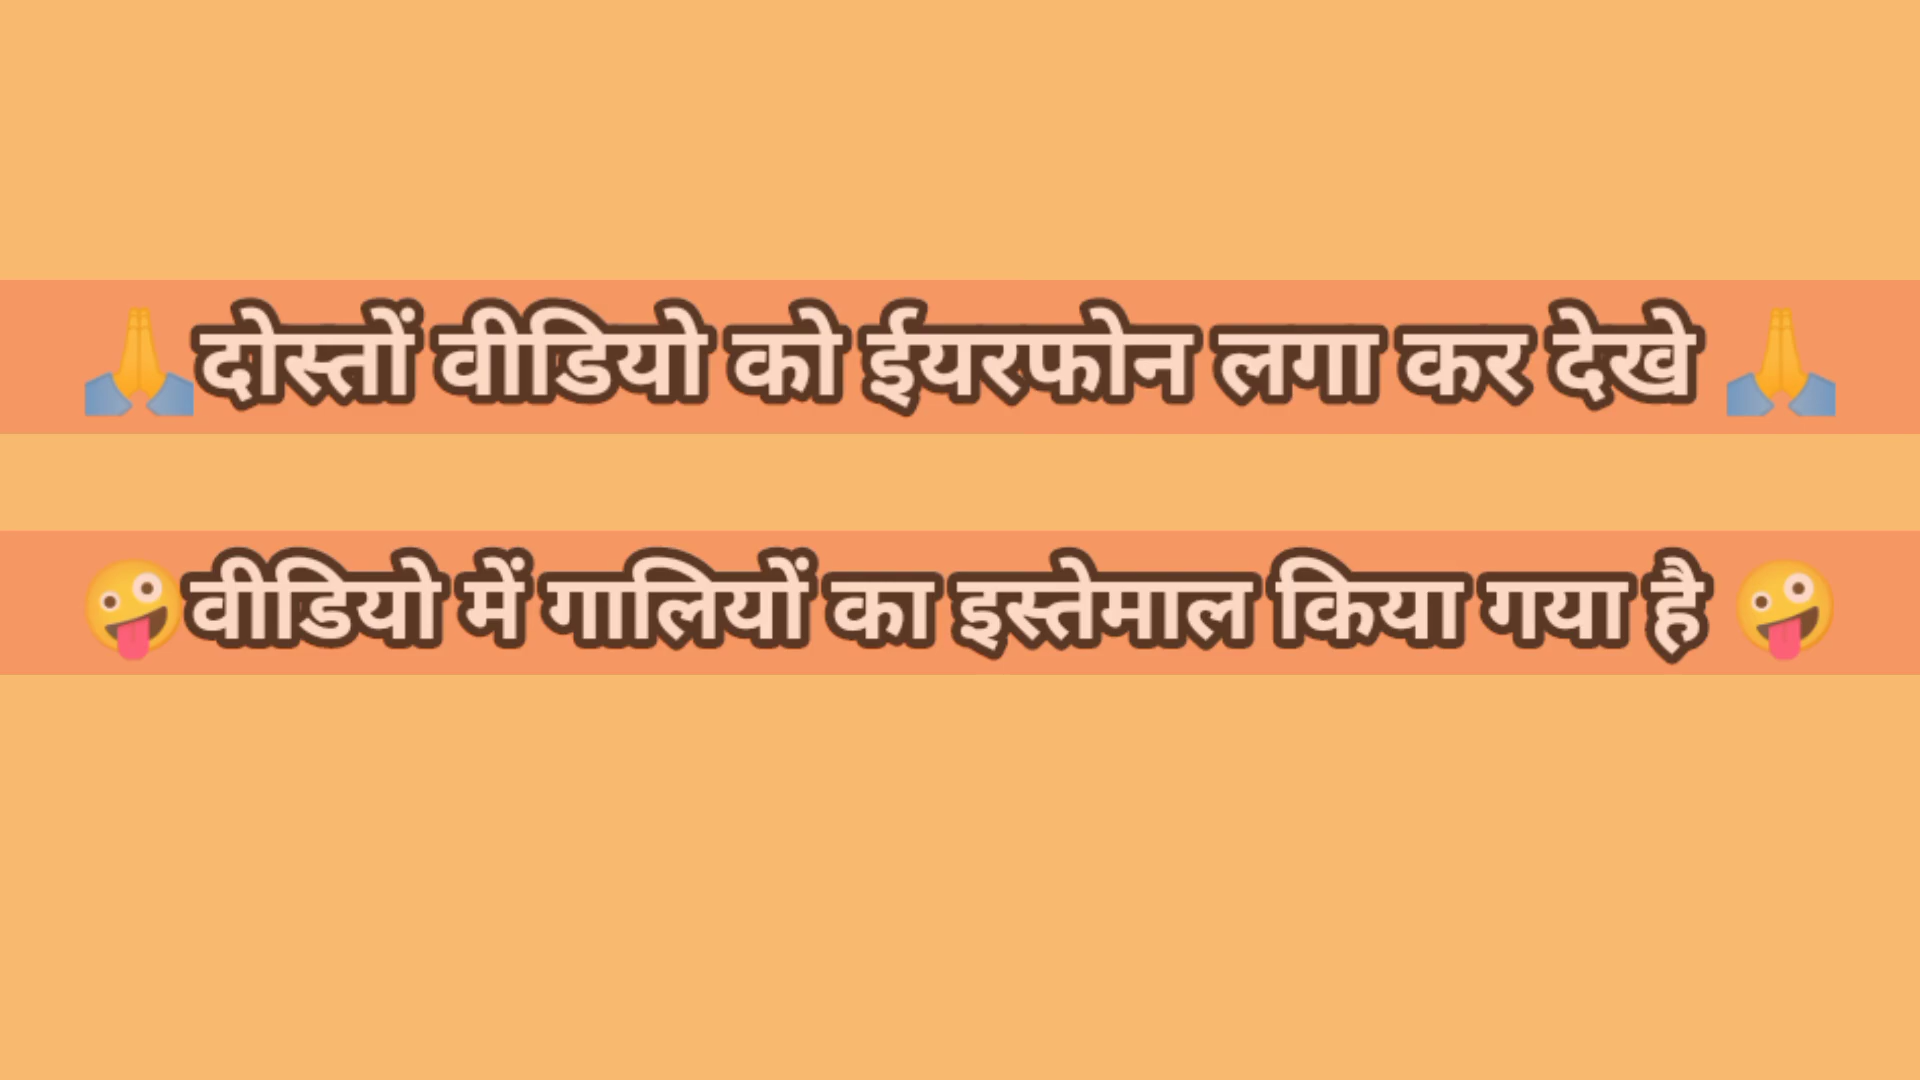 🙏दोस्तों वीडियो को ईयरफोन लगा कर देखे 🙏
🤪वीडियो में गालियों का इस्तेमाल किया गया है 🤪